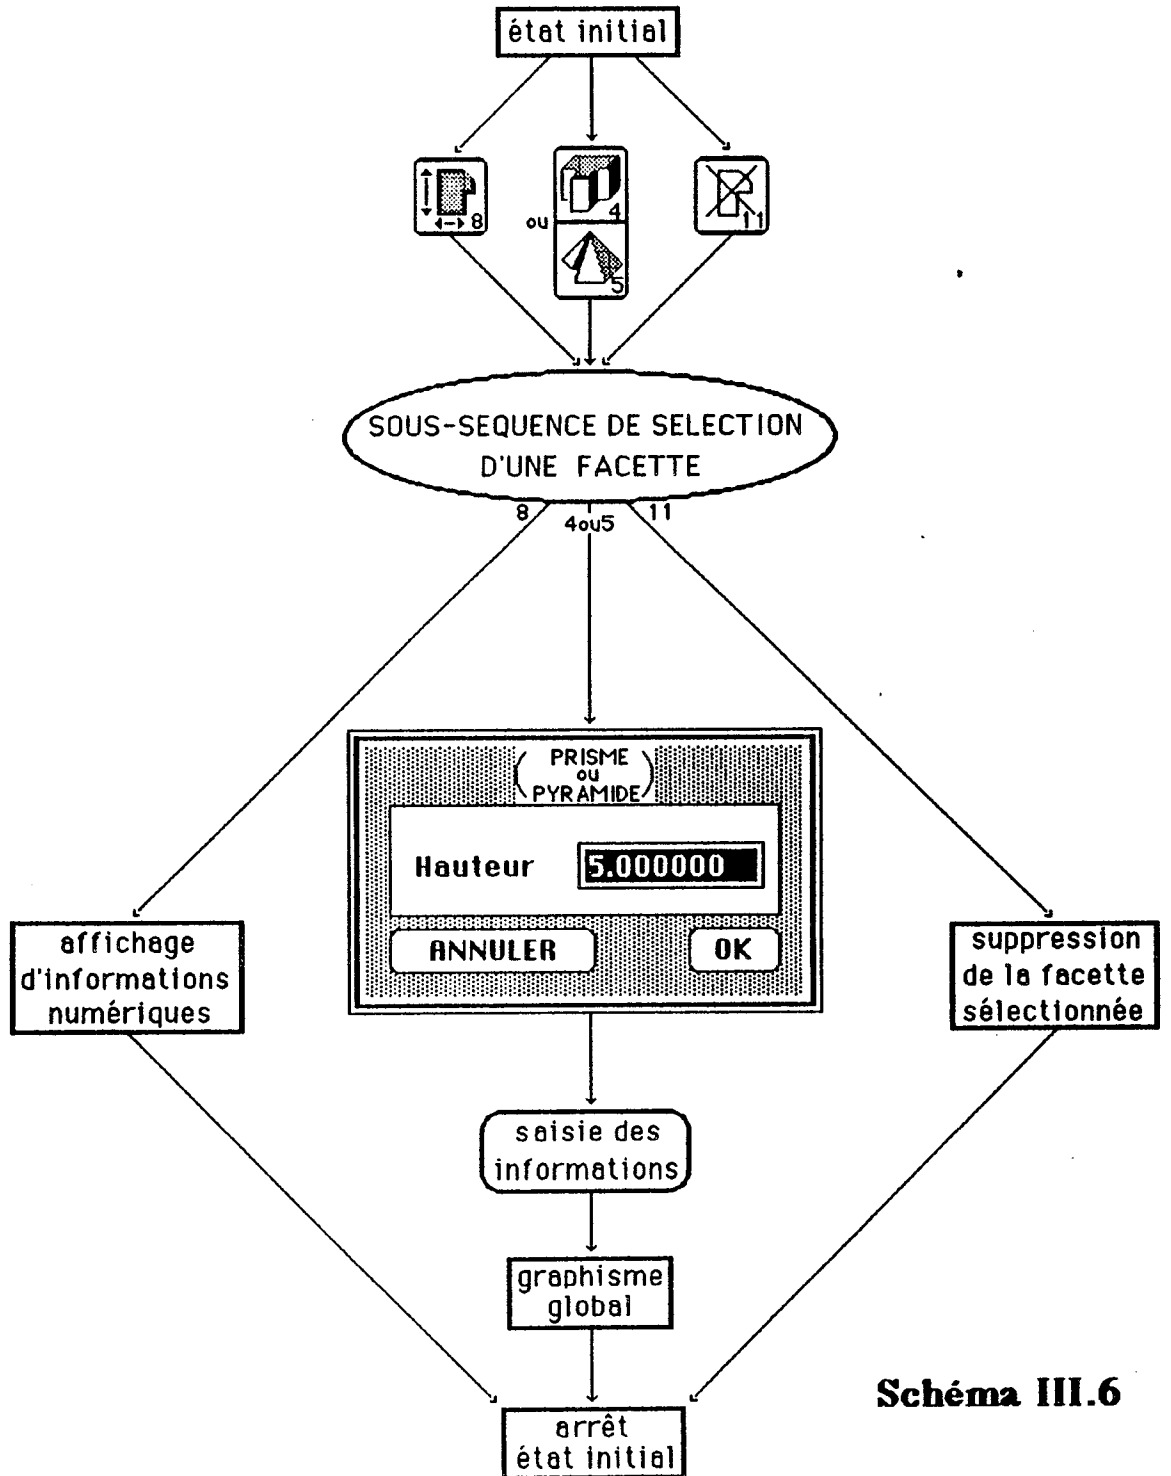 état initial
8
ou
4
5
11
SOUS-SEQUENCE DE SELECTION
D'UNE FACETTE
8
4ou5
11
PRISME
ou
PYRAMIDE
Hauteur
5.000000
ANNULER
OK
affichage
d'informations
numériques
suppression
de la facette
sélectionnée
saisie des
informations
graphisme
global
Schéma III.6
arrêt
état initial